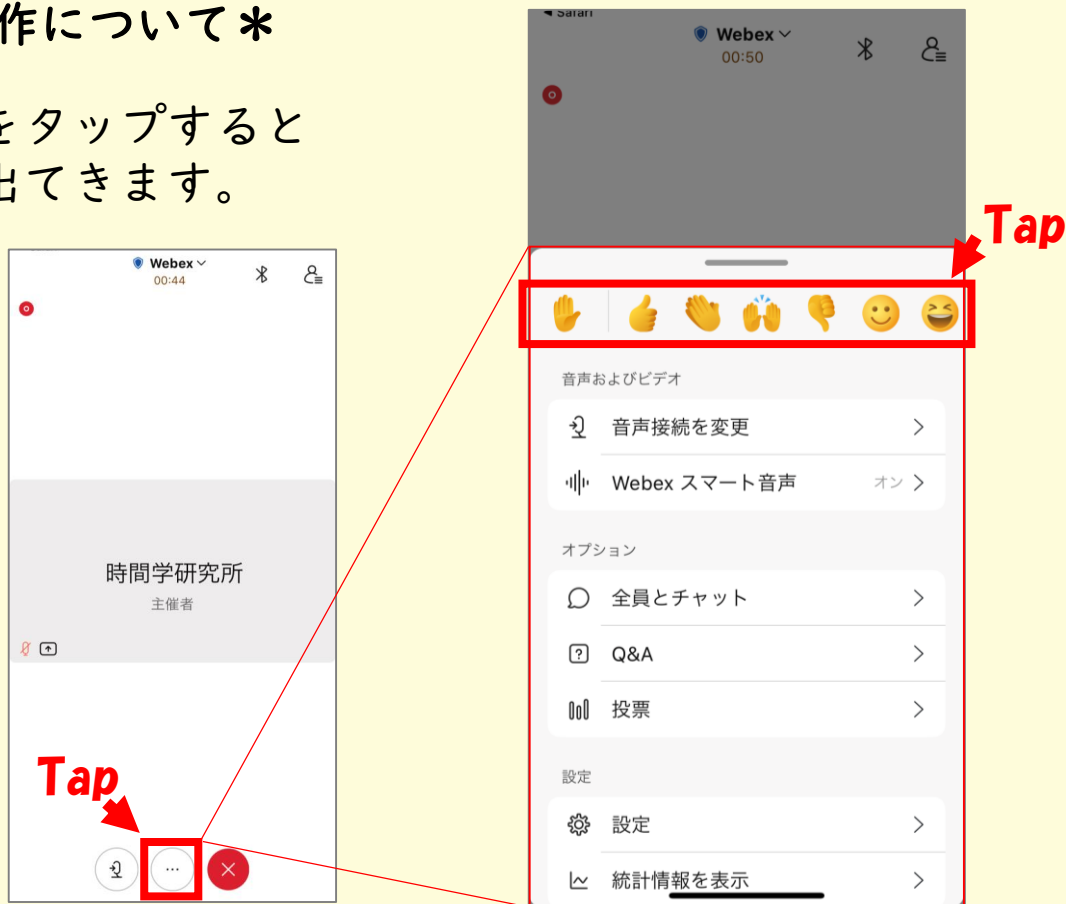 作について＊
をタップすると
出てきます。
Webex
00:44
時間学研究所
主催者
Tap
Safari
Webex
00:50
Tap
音声およびビデオ
音声接続を変更
Webex スマート音声 オン
オプション
全員とチャット
Q&A
投票
設定
設定
統計情報を表示